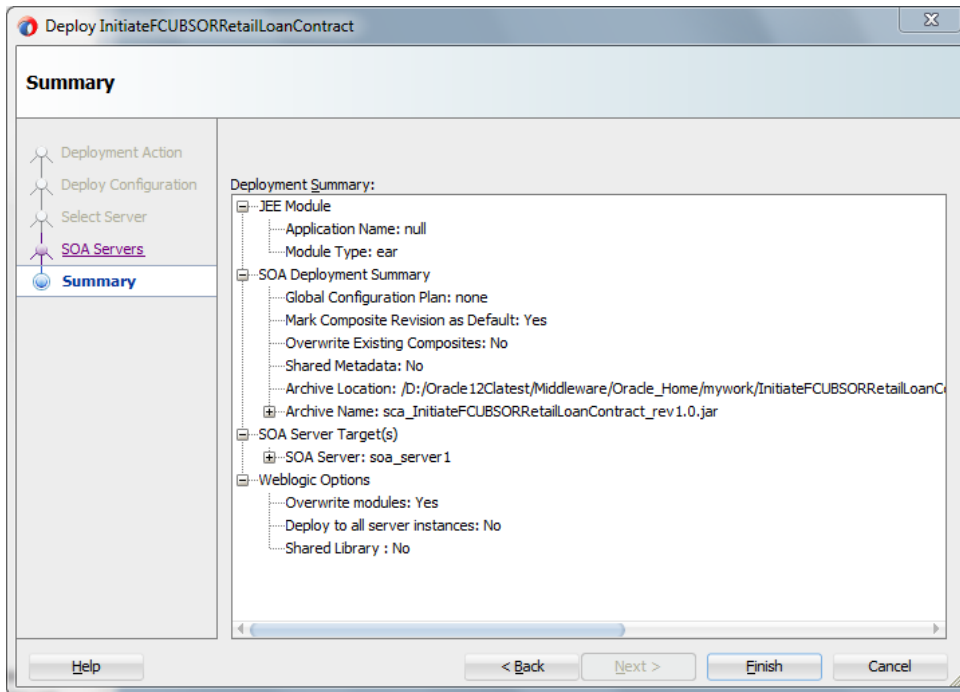 Deploy InitiateFCUBSORRetailLoanContract
Summary
Deployment Action
Deploy Configuration
Select Server
SOA Servers
Summary
Deployment Summary:
JEE Module
Application Name: null
Module Type: ear
SOA Deployment Summary
Global Configuration Plan: none
Mark Composite Revision as Default: Yes
Overwrite Existing Composites: No
Shared Metadata: No
Archive Location: /D:/Oracle12Clatest/Middleware/Oracle_Home/mywork/InitiateFCUBSORRetailLoanC
Archive Name: sca_InitiateFCUBSORRetailLoanContract_rev1.0.jar
SOA Server Target(s)
SOA Server: soa_server1
Weblogic Options
Overwrite modules: Yes
Deploy to all server instances: No
Shared Library : No
Help
< Back
Next >
Finish
Cancel